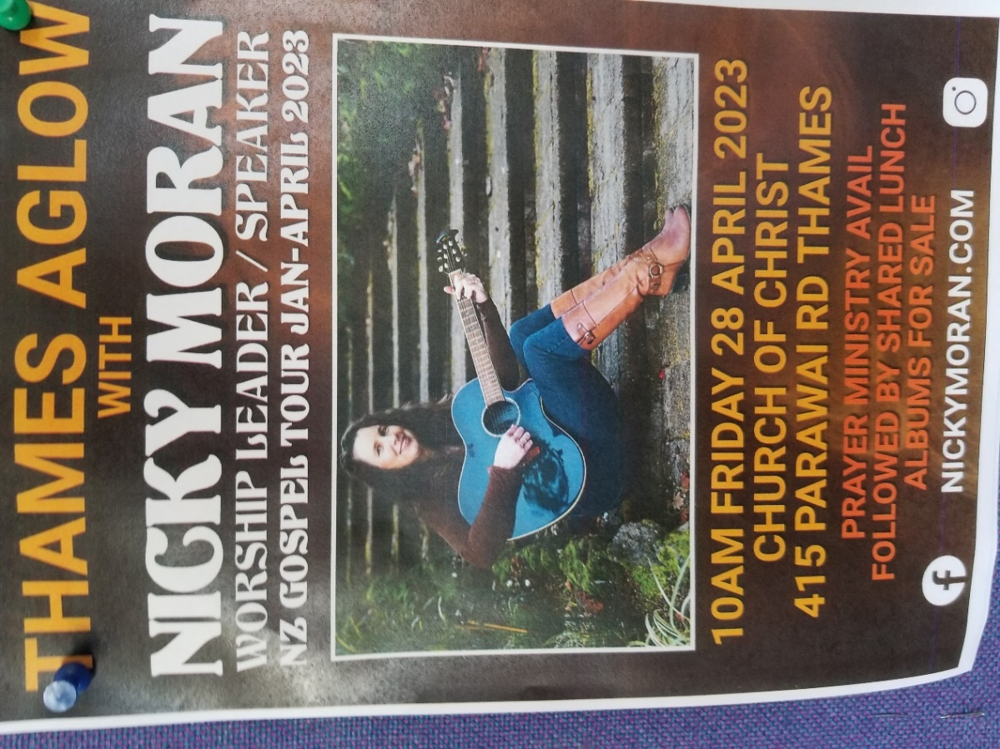 THAMES AGLOW
WITH
NICKY MORAN
WORSHIP LEADER / SPEAKER
NZ GOSPEL TOUR JAN-APRIL 2023
10AM FRIDAY 28 APRIL 2023
CHURCH OF CHRIST
415 PARAWAI RD THAMES
PRAYER MINISTRY AVAIL
FOLLOWED BY SHARED LUNCH
ALBUMS FOR SALE
f NICKYMORAN.COM